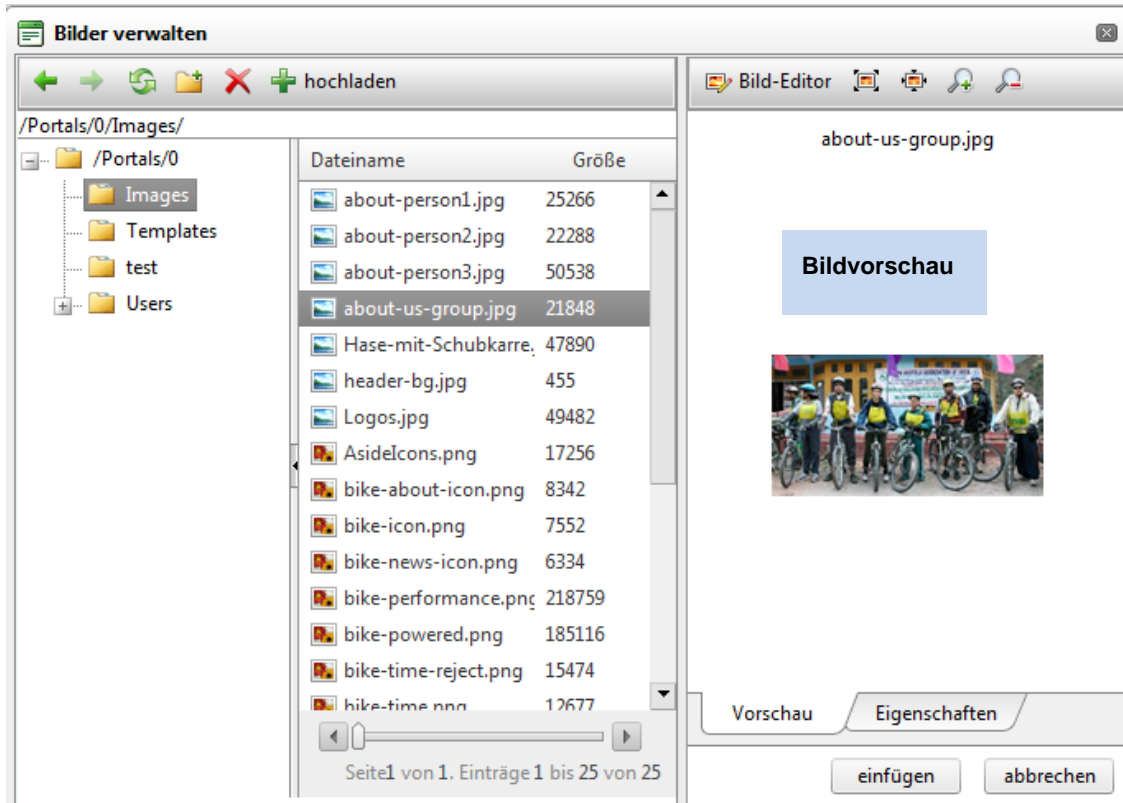 Bilder verwalten
hochladen
/Portals/0/Images/
/Portals/0
Images
Templates
test
Users
Dateiname Größe
about-person1.jpg 25266
about-person2.jpg 22288
about-person3.jpg 50538
about-us-group.jpg 21848
Hase-mit-Schubkarre. 47890
header-bg.jpg 455
Logos.jpg 49482
AsideIcons.png 17256
bike-about-icon.png 8342
bike-icon.png 7552
bike-news-icon.png 6334
bike-performance.png 218759
bike-powered.png 185116
bike-time-reject.png 15474
bike-time.png 12677
Seite1 von 1. Einträge 1 bis 25 von 25
Bild-Editor
about-us-group.jpg
Bildvorschau
Vorschau
Eigenschaften
einfügen
abbrechen